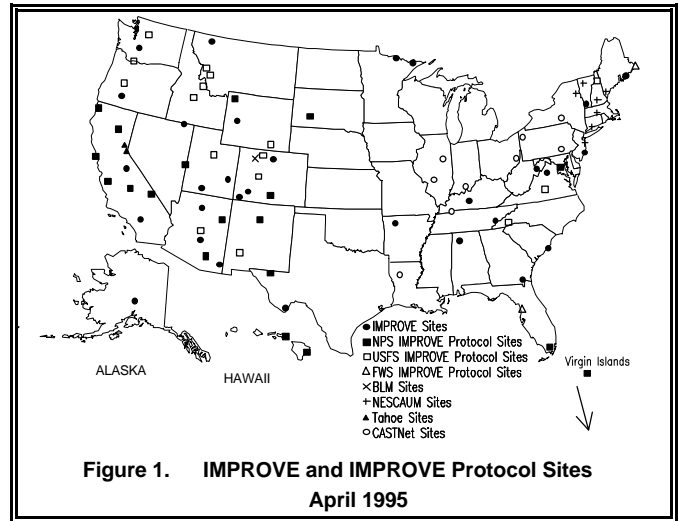 IMPROVE Sites
NPS IMPROVE Protocol Sites
USFS IMPROVE Protocol Sites
FWS IMPROVE Protocol Sites
BLM Sites
NESCAUM Sites
Tahoe Sites
CASTNet Sites
Virgin Islands
ALASKA
HAWAII
Figure 1. IMPROVE and IMPROVE Protocol Sites
April 1995